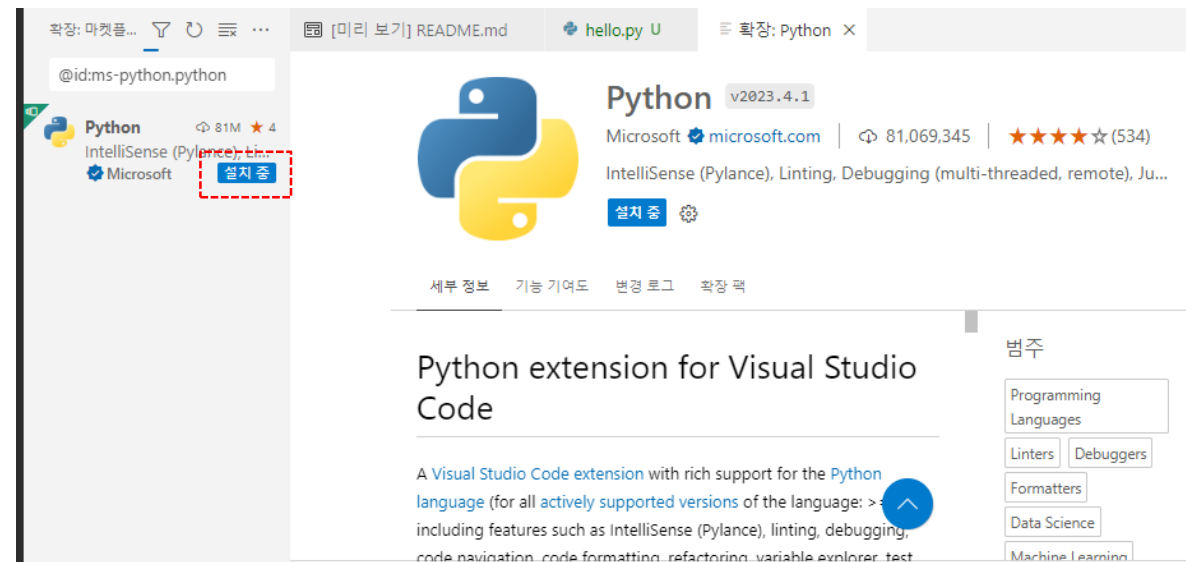 확장: 마켓플...
[미리 보기] README.md
hello.py U
확장: Python
@id:ms-python.python
Python
81M ★ 4
IntelliSense (Pylance), Li...
Microsoft
설치 중
Python v2023.4.1
Microsoft microsoft.com | 81,069,345 | ★★★★☆(534)
IntelliSense (Pylance), Linting, Debugging (multi-threaded, remote), Ju...
설치 중
세부 정보 기능 기여도 변경 로그 확장 팩
Python extension for Visual Studio
Code
A Visual Studio Code extension with rich support for the Python
language (for all actively supported versions of the language: >
including features such as IntelliSense (Pylance), linting, debugging,
code navigation, code formatting, refactoring, variable explorer, test
범주
Programming
Languages
Linters
Debuggers
Formatters
Data Science
Machine Learning